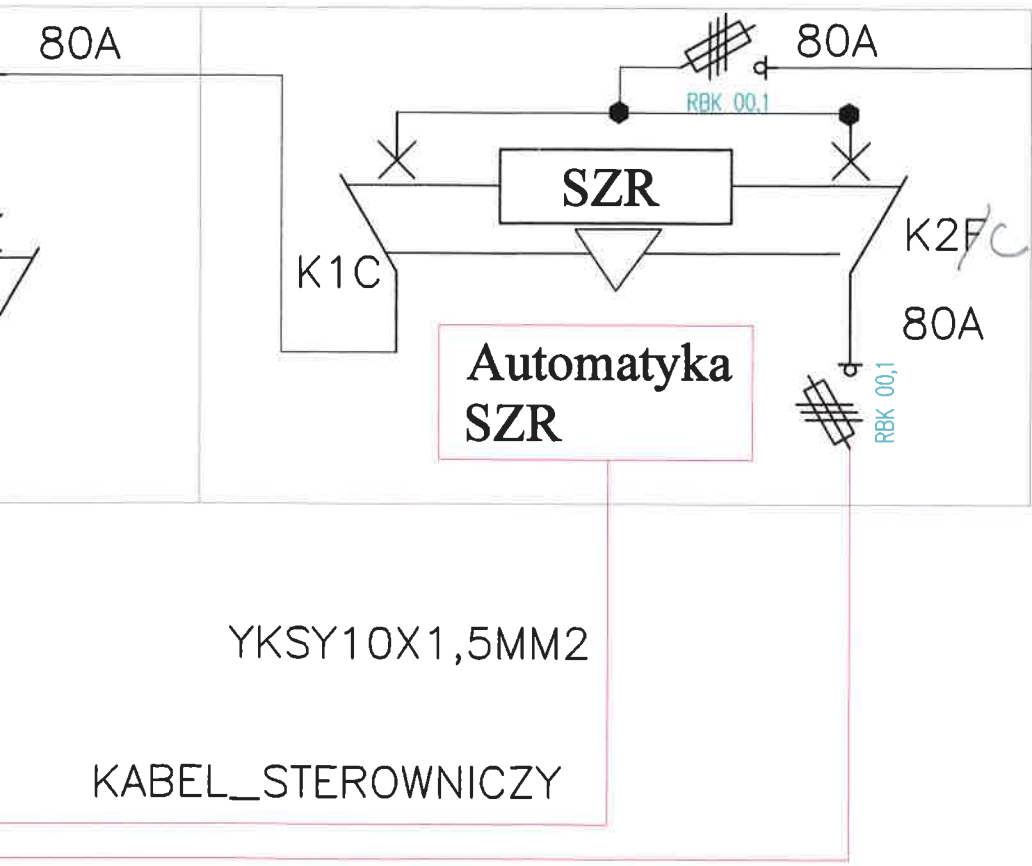 80A
80A
RBK 00,1
SZR
K2F/C
K1C
80A
Automatyka
SZR
RBK 00,1
YKSY10X1,5MM2
KABEL_STEROWNICZY